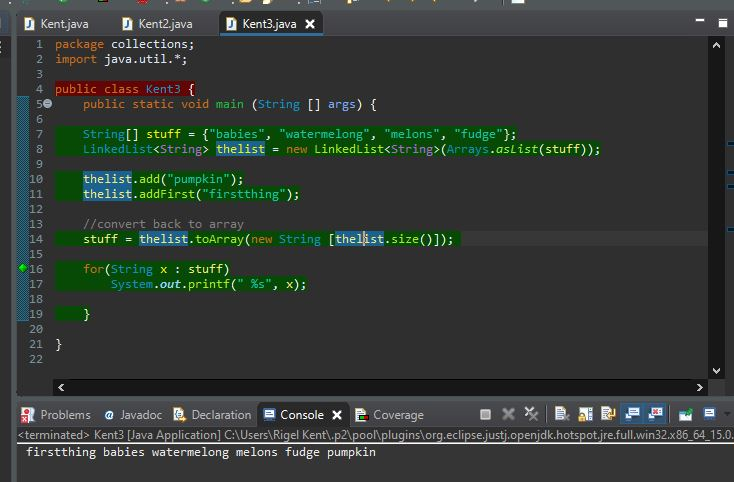 Kent.java Kent2.java Kent3.java
1 package collections;
2 import java.util.*;
3
4 public class Kent3 {
5 public static void main (String [] args) {
6
7 String[] stuff = {"babies", "watermelong", "melons", "fudge"};
8 LinkedList<String> thelist = new LinkedList<String>(Arrays.asList(stuff));
9
10 thelist.add("pumpkin");
11 thelist.addFirst("firstthing");
12
13 //convert back to array
14 stuff = thelist.toArray(new String [thelist.size()]);
15
16 for(String x : stuff)
17 System.out.printf(" %s", x);
18
19 }
20
21 }
22
Problems Javadoc Declaration Console Coverage
<terminated> Kent3 [Java Application] C:\Users\Rigel Kent\.p2\pool\plugins\org.eclipse.justj.openjdk.hotspot.jre.full.win32.x86_64_15.0.
firstthing babies watermelong melons fudge pumpkin